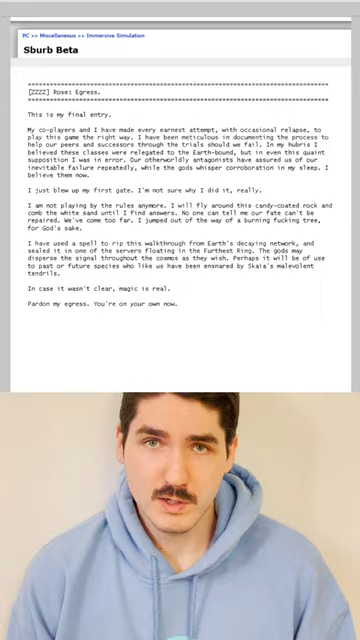 PC »» Miscellaneous »» Immersive Simulation
Sburb Beta
[ZZZZ] Rose: Egress.
This is my final entry.
My co-players and I have made every earnest attempt, with occasional relapse, to
play this game the right way. I have been meticulous in documenting the process to
help our peers and successors through the trials should we fail. In my hubris I
believed these classes were relegated to the Earth-bound, but in even this quaint
supposition I was in error. Our otherworldly antagonists have assured us of our
inevitable failure repeatedly, while the gods whisper corroboration in my sleep. I
believe them now.
I just blew up my first gate. I'm not sure why I did it, really.
I am not playing by the rules anymore. I will fly around this candy-coated rock and
comb the white sand until I find answers. No one can tell me our fate can't be
repaired. We've come too far. I jumped out of the way of a burning fucking tree,
for God's sake.
I have used a spell to rip this walkthrough from Earth's decaying network, and
sealed it in one of the servers floating in the Furthest Ring. The gods may
disperse the signal throughout the cosmos as they wish. Perhaps it will be of use
to past or future species who like us have been ensnared by Skaia's malevolent
tendrils.
In case it wasn't clear, magic is real.
Pardon my egress. You're on your own now.